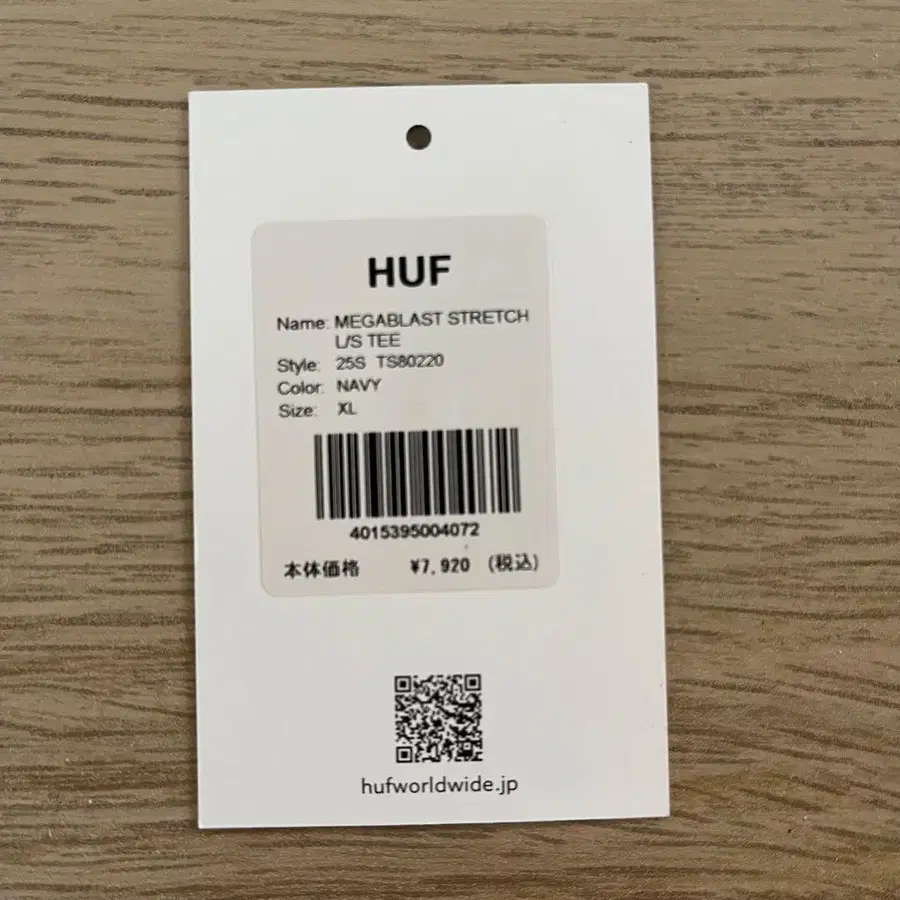 HUF
Name: MEGABLAST STRETCH
L/S TEE
Style: 25S TS80220
Color: NAVY
Size: XL
4015395004072
本体価格 ¥7,920 (税込)
hufworldwide.jp